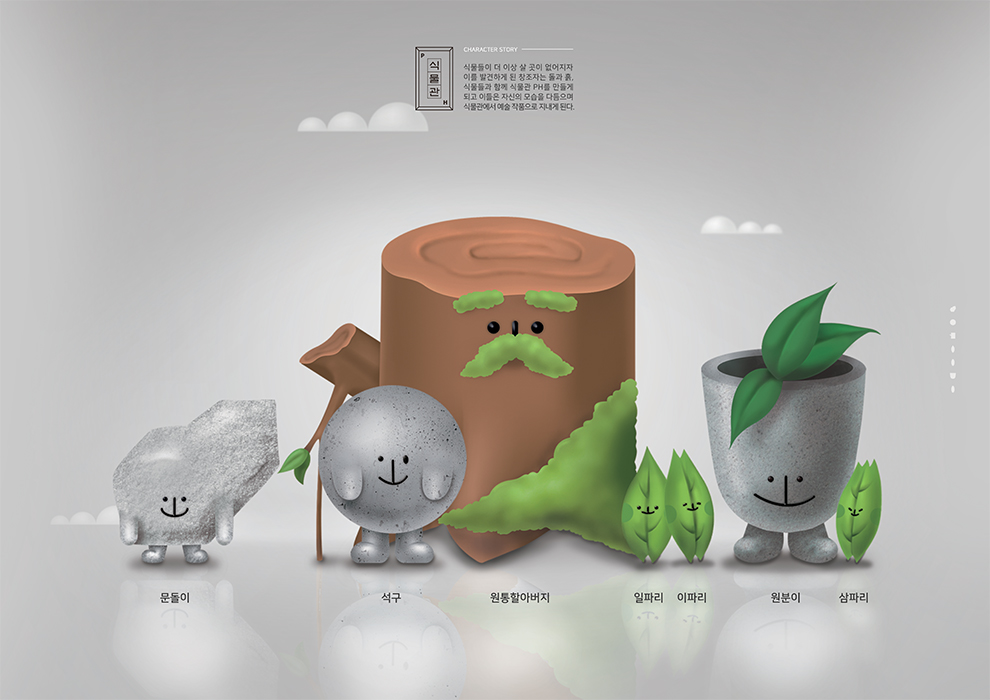 P
식
물
관
H
CHARACTER STORY
식물들이 더 이상 살 곳이 없어지자
이를 발견하게 된 창조자는 돌과 흙,
식물들과 함께 식물관 PH를 만들게
되고 이들은 자신의 모습을 다듬으며
식물관에서 예술 작품으로 지내게 된다.
문돌이
석구
원통할아버지
일파리
이파리
원분이
삼파리